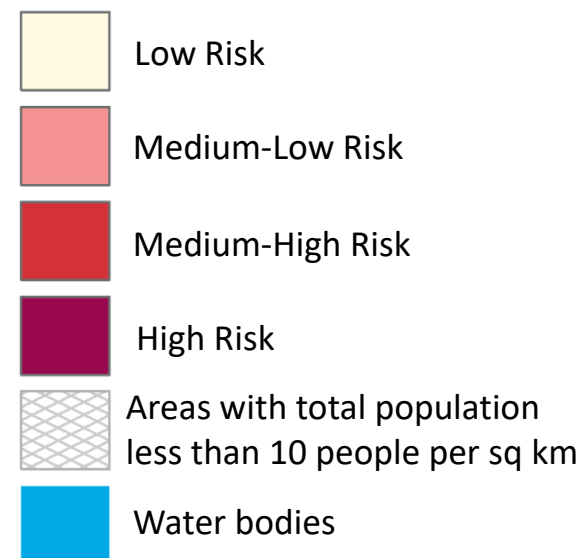 Low Risk
Medium-Low Risk
Medium-High Risk
High Risk
Areas with total population
less than 10 people per sq km
Water bodies